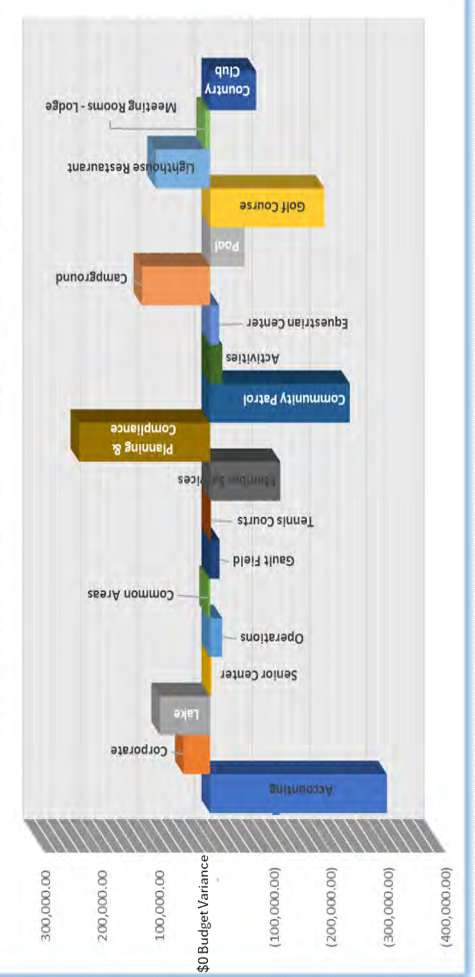 Country
Club
Meeting Rooms - Lodge
Lighthouse Restaurant
Golf Course
Pool
Campground
Equestrian Center
Activities
Community Patrol
Planning &
Compliance
Member Services
Tennis Courts
Gault Field
Common Areas
Operations
Senior Center
Lake
Corporate
Accounting
300,000.00
200,000.00
100,000.00
$0 Budget Variance
(100,000.00)
(200,000.00)
(300,000.00)
(400,000.00)